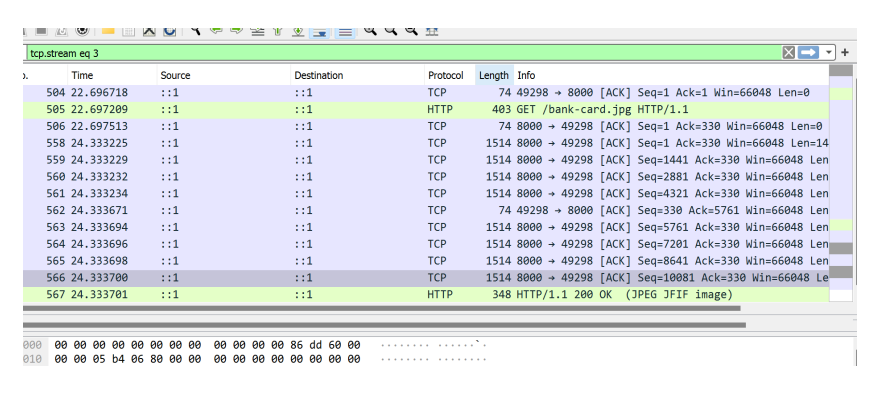 tcp.stream eq 3
Time Source Destination Protocol Length Info
504 22.696718 ::1 ::1 TCP 74 49298 → 8000 [ACK] Seq=1 Ack=1 Win=66048 Len=0
505 22.697209 ::1 ::1 HTTP 403 GET /bank-card.jpg HTTP/1.1
506 22.697513 ::1 ::1 TCP 74 8000 → 49298 [ACK] Seq=1 Ack=330 Win=66048 Len=0
558 24.333225 ::1 ::1 TCP 1514 8000 → 49298 [ACK] Seq=1 Ack=330 Win=66048 Len=14
559 24.333229 ::1 ::1 TCP 1514 8000 → 49298 [ACK] Seq=1441 Ack=330 Win=66048 Len
560 24.333232 ::1 ::1 TCP 1514 8000 → 49298 [ACK] Seq=2881 Ack=330 Win=66048 Len
561 24.333234 ::1 ::1 TCP 1514 8000 → 49298 [ACK] Seq=4321 Ack=330 Win=66048 Len
562 24.333671 ::1 ::1 TCP 74 49298 → 8000 [ACK] Seq=330 Ack=5761 Win=66048 Len
563 24.333694 ::1 ::1 TCP 1514 8000 → 49298 [ACK] Seq=5761 Ack=330 Win=66048 Len
564 24.333696 ::1 ::1 TCP 1514 8000 → 49298 [ACK] Seq=7201 Ack=330 Win=66048 Len
565 24.333698 ::1 ::1 TCP 1514 8000 → 49298 [ACK] Seq=8641 Ack=330 Win=66048 Len
566 24.333700 ::1 ::1 TCP 1514 8000 → 49298 [ACK] Seq=10081 Ack=330 Win=66048 Le
567 24.333701 ::1 ::1 HTTP 348 HTTP/1.1 200 OK (JPEG JFIF image)
000 00 00 00 00 00 00 00 00 00 00 00 00 86 dd 60 00 ........ ......`.
010 00 00 05 b4 06 80 00 00 00 00 00 00 00 00 00 00 ........ ........